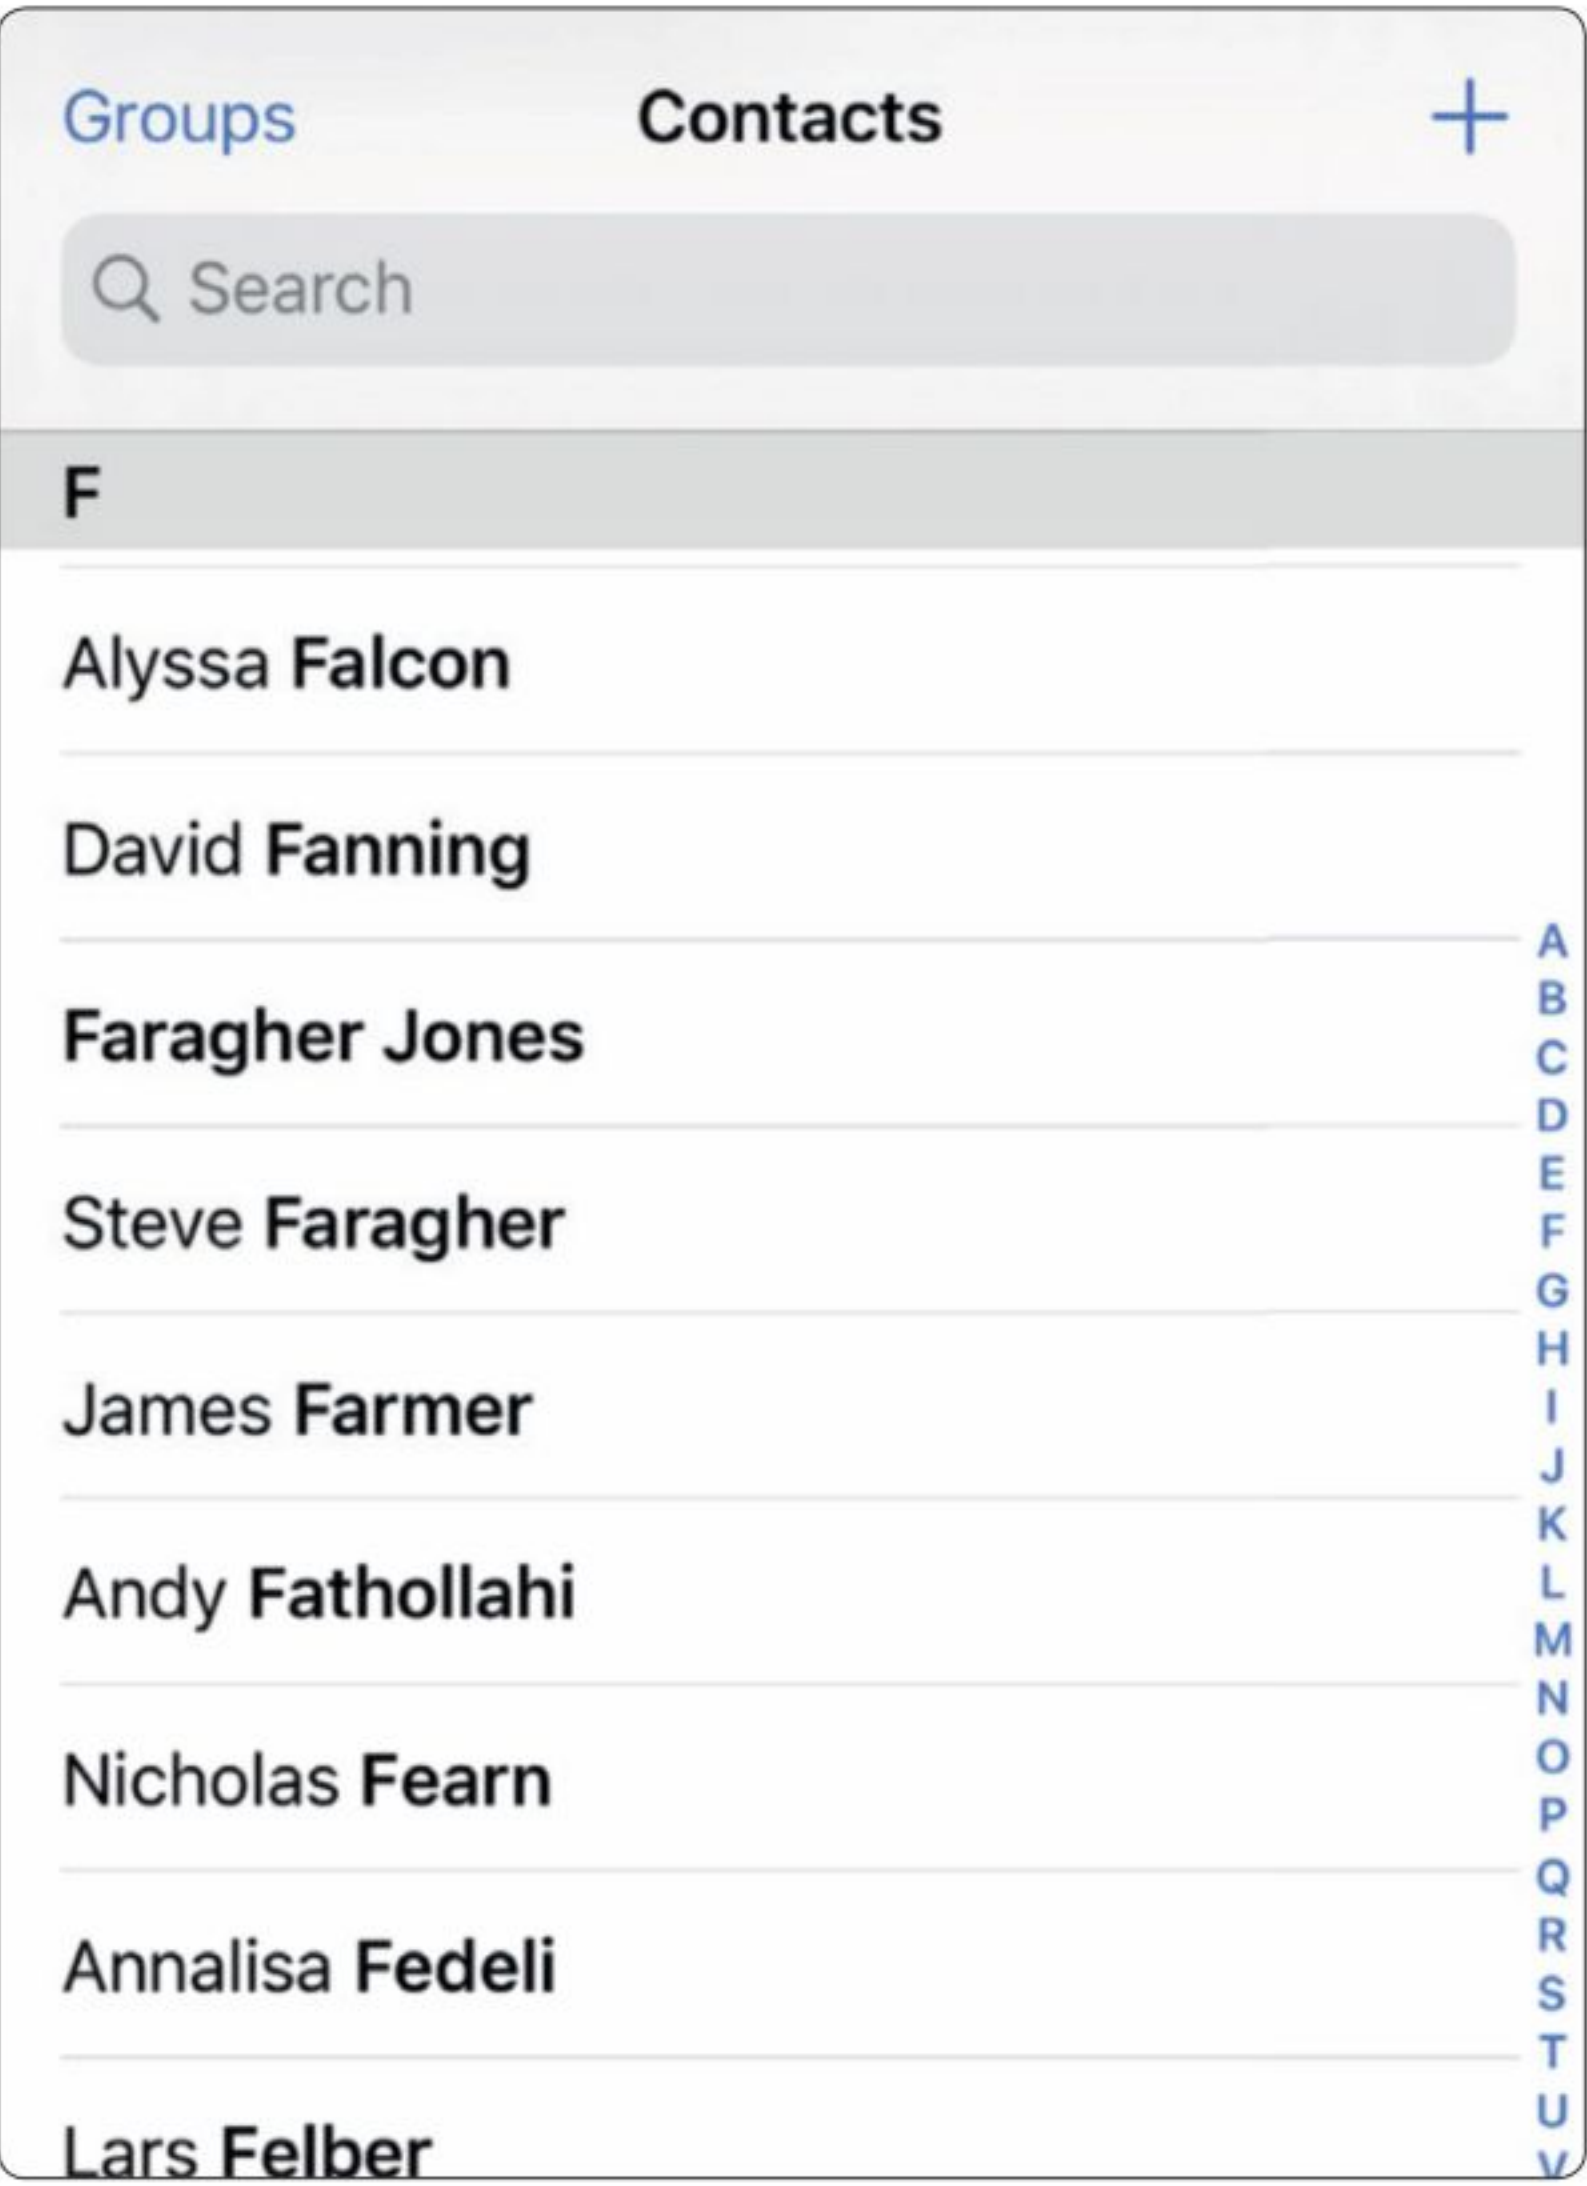 Groups Contacts +
Search
F
Alyssa Falcon
David Fanning
Faragher Jones
Steve Faragher
James Farmer
Andy Fathollahi
Nicholas Fearn
Annalisa Fedeli
Lars Felber
A
B
C
D
E
F
G
H
I
J
K
L
M
N
O
P
Q
R
S
T
U
V